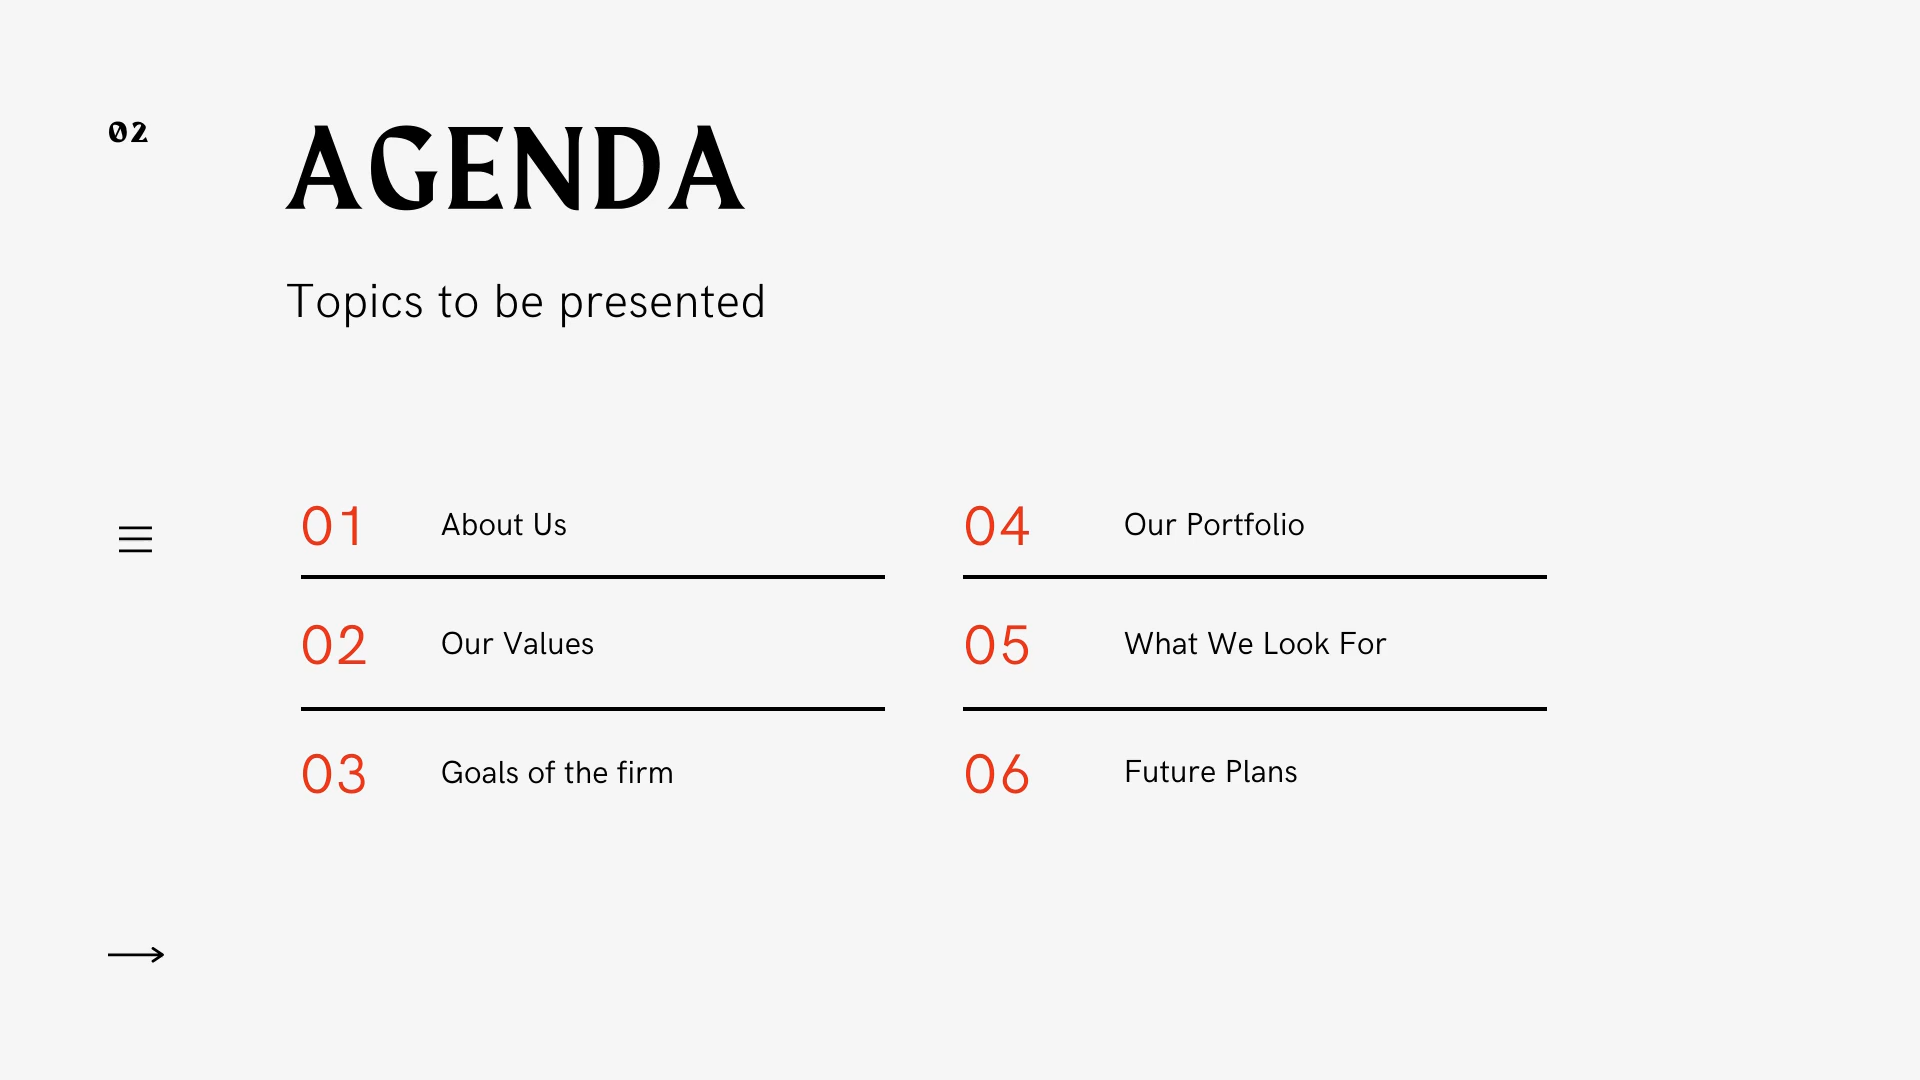 02
AGENDA
Topics to be presented
01 About Us
02 Our Values
03 Goals of the firm
04 Our Portfolio
05 What We Look For
06 Future Plans